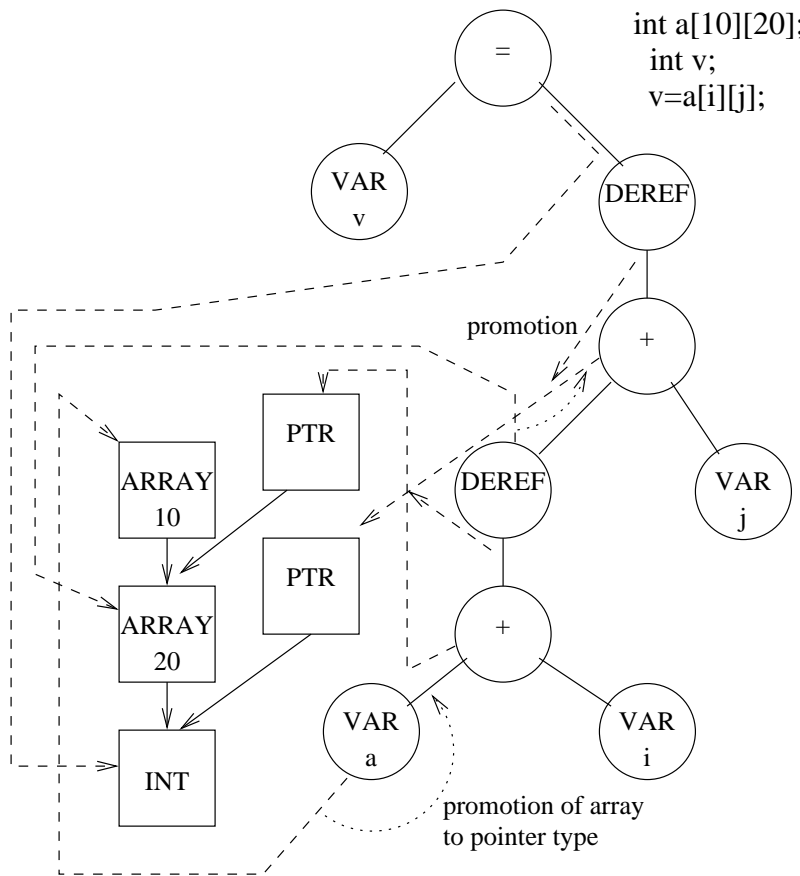 int a[10][20];
int v;
v=a[i][j];
=
VAR
v
DEREF
promotion
+
PTR
ARRAY
10
DEREF
VAR
j
PTR
ARRAY
20
+
VAR
a
VAR
i
INT
promotion of array
to pointer type